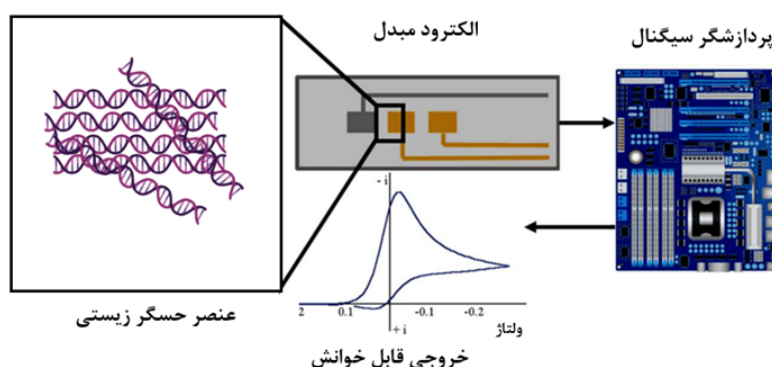 الکترود مبدل
پردازشگر سیگنال
عنصر حسگر زیستی
- i
2
0.1
-0.1
-0.2
+ i
ولتاژ
خروجی قابل خوانش